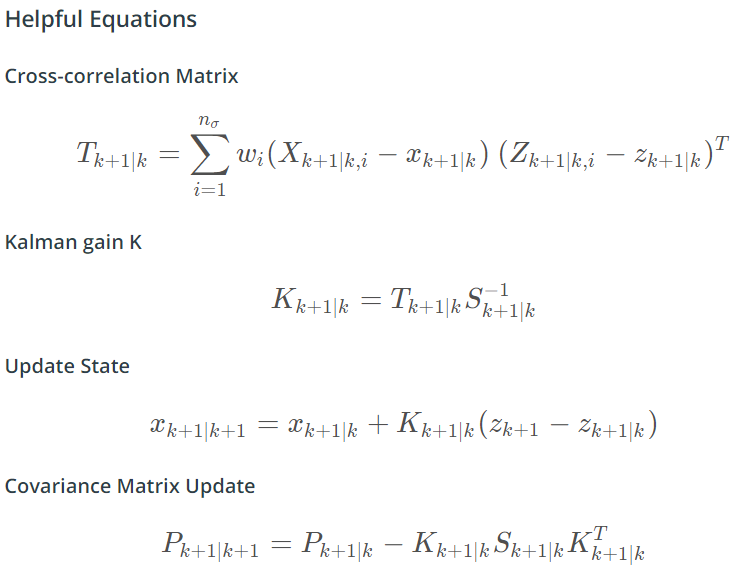 Helpful Equations
Cross-correlation Matrix
$T_{k+1|k} = \sum_{i=1}^{n_\sigma} w_i (X_{k+1|k,i} - x_{k+1|k}) (Z_{k+1|k,i} - z_{k+1|k})^T$
Kalman gain K
$K_{k+1|k} = T_{k+1|k} S_{k+1|k}^{-1}$
Update State
$x_{k+1|k+1} = x_{k+1|k} + K_{k+1|k} (z_{k+1} - z_{k+1|k})$
Covariance Matrix Update
$P_{k+1|k+1} = P_{k+1|k} - K_{k+1|k} S_{k+1|k} K_{k+1|k}^T$